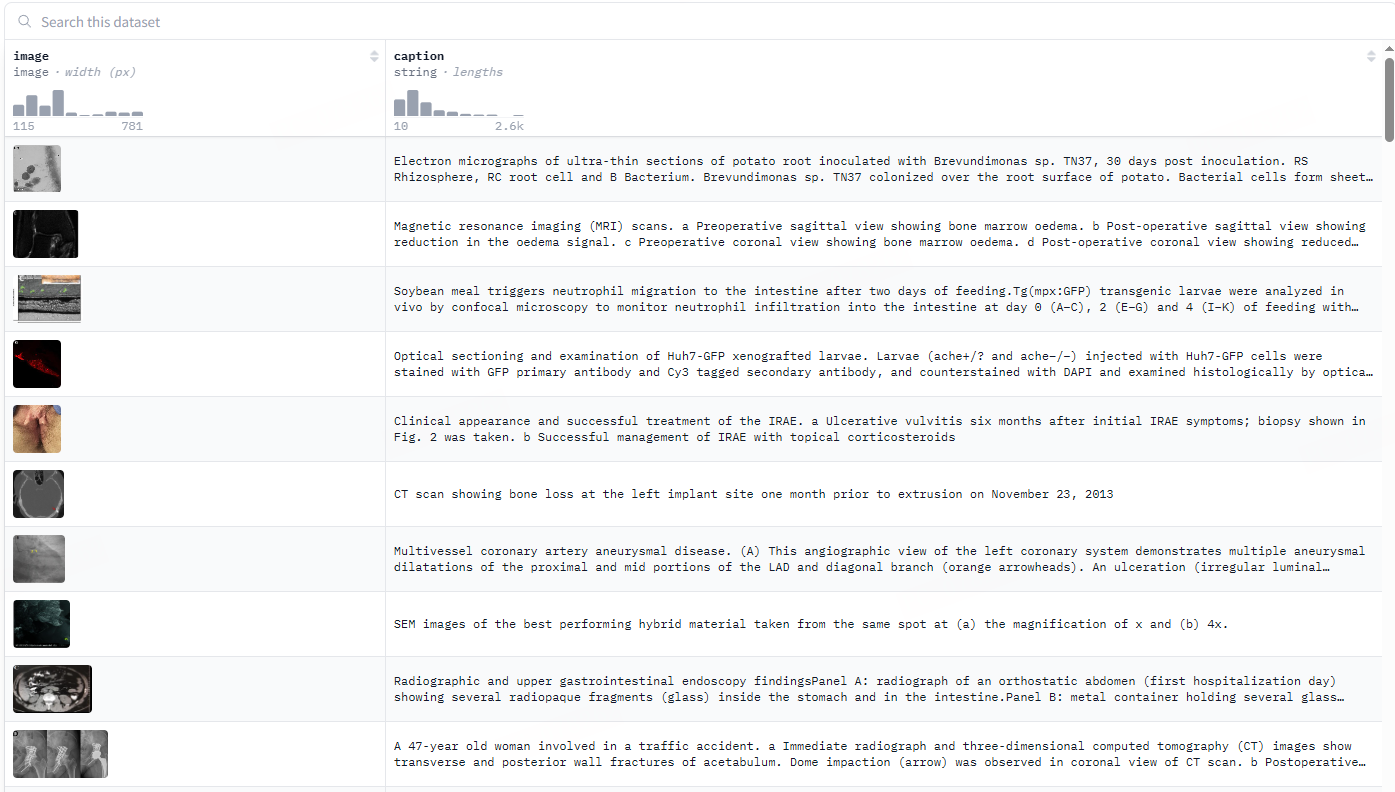 Search this dataset
image
image · width (px)
115 781
caption
string · lengths
10 2.6k
Electron micrographs of ultra-thin sections of potato root inoculated with Brevundimonas sp. TN37, 30 days post inoculation. RS
Rhizosphere, RC root cell and B Bacterium. Brevundimonas sp. TN37 colonized over the root surface of potato. Bacterial cells form sheet…
Magnetic resonance imaging (MRI) scans. a Preoperative sagittal view showing bone marrow oedema. b Post-operative sagittal view showing
reduction in the oedema signal. c Preoperative coronal view showing bone marrow oedema. d Post-operative coronal view showing reduced…
Soybean meal triggers neutrophil migration to the intestine after two days of feeding.Tg(mpx:GFP) transgenic larvae were analyzed in
vivo by confocal microscopy to monitor neutrophil infiltration into the intestine at day 0 (A–C), 2 (E–G) and 4 (I–K) of feeding with…
Optical sectioning and examination of Huh7-GFP xenografted larvae. Larvae (ache+/? and ache−/−) injected with Huh7-GFP cells were
stained with GFP primary antibody and Cy3 tagged secondary antibody, and counterstained with DAPI and examined histologically by optica…
Clinical appearance and successful treatment of the IRAE. a Ulcerative vulvitis six months after initial IRAE symptoms; biopsy shown in
Fig. 2 was taken. b Successful management of IRAE with topical corticosteroids
CT scan showing bone loss at the left implant site one month prior to extrusion on November 23, 2013
Multivessel coronary artery aneurysmal disease. (A) This angiographic view of the left coronary system demonstrates multiple aneurysmal
dilatations of the proximal and mid portions of the LAD and diagonal branch (orange arrowheads). An ulceration (irregular luminal…
SEM images of the best performing hybrid material taken from the same spot at (a) the magnification of x and (b) 4x.
Radiographic and upper gastrointestinal endoscopy findingsPanel A: radiograph of an orthostatic abdomen (first hospitalization day)
showing several radiopaque fragments (glass) inside the stomach and in the intestine.Panel B: metal container holding several glass…
A 47-year old woman involved in a traffic accident. a Immediate radiograph and three-dimensional computed tomography (CT) images show
transverse and posterior wall fractures of acetabulum. Dome impaction (arrow) was observed in coronal view of CT scan. b Postoperative…